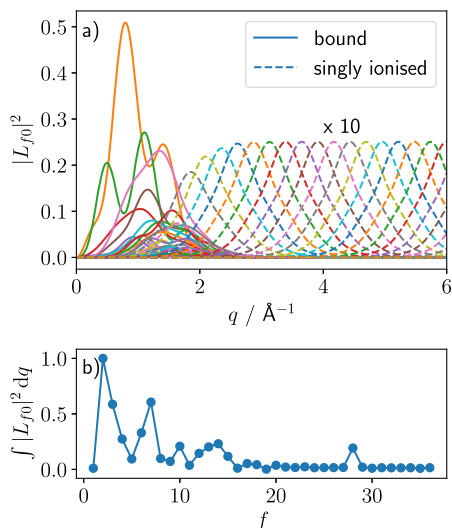 a)
bound
singly ionised
x 10
|L_{f0}|²
0.5
0.4
0.3
0.2
0.1
0.0
0 2 4 6
q / Å⁻¹
b)
∫ |L_{f0}|² dq
1.0
0.5
0.0
0 10 20 30
f